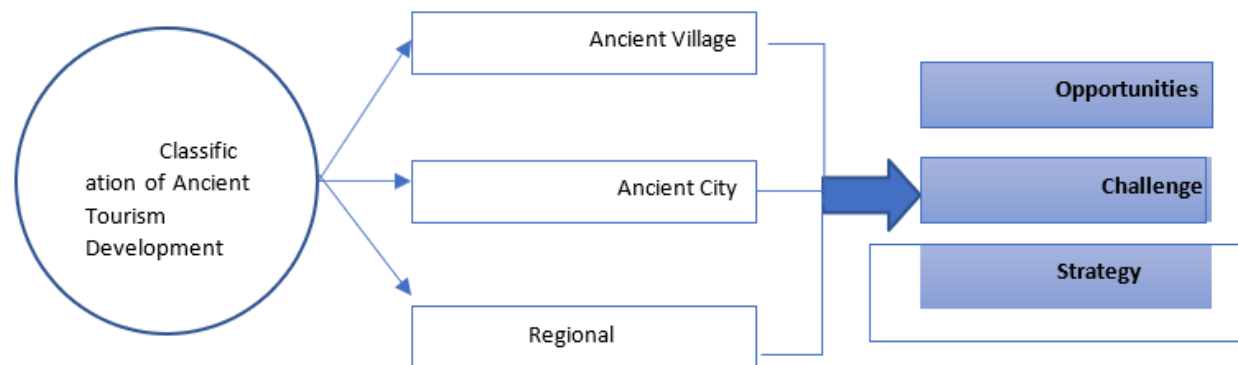 Classific
ation of Ancient
Tourism
Development
Ancient Village
Ancient City
Regional
Opportunities
Challenge
Strategy